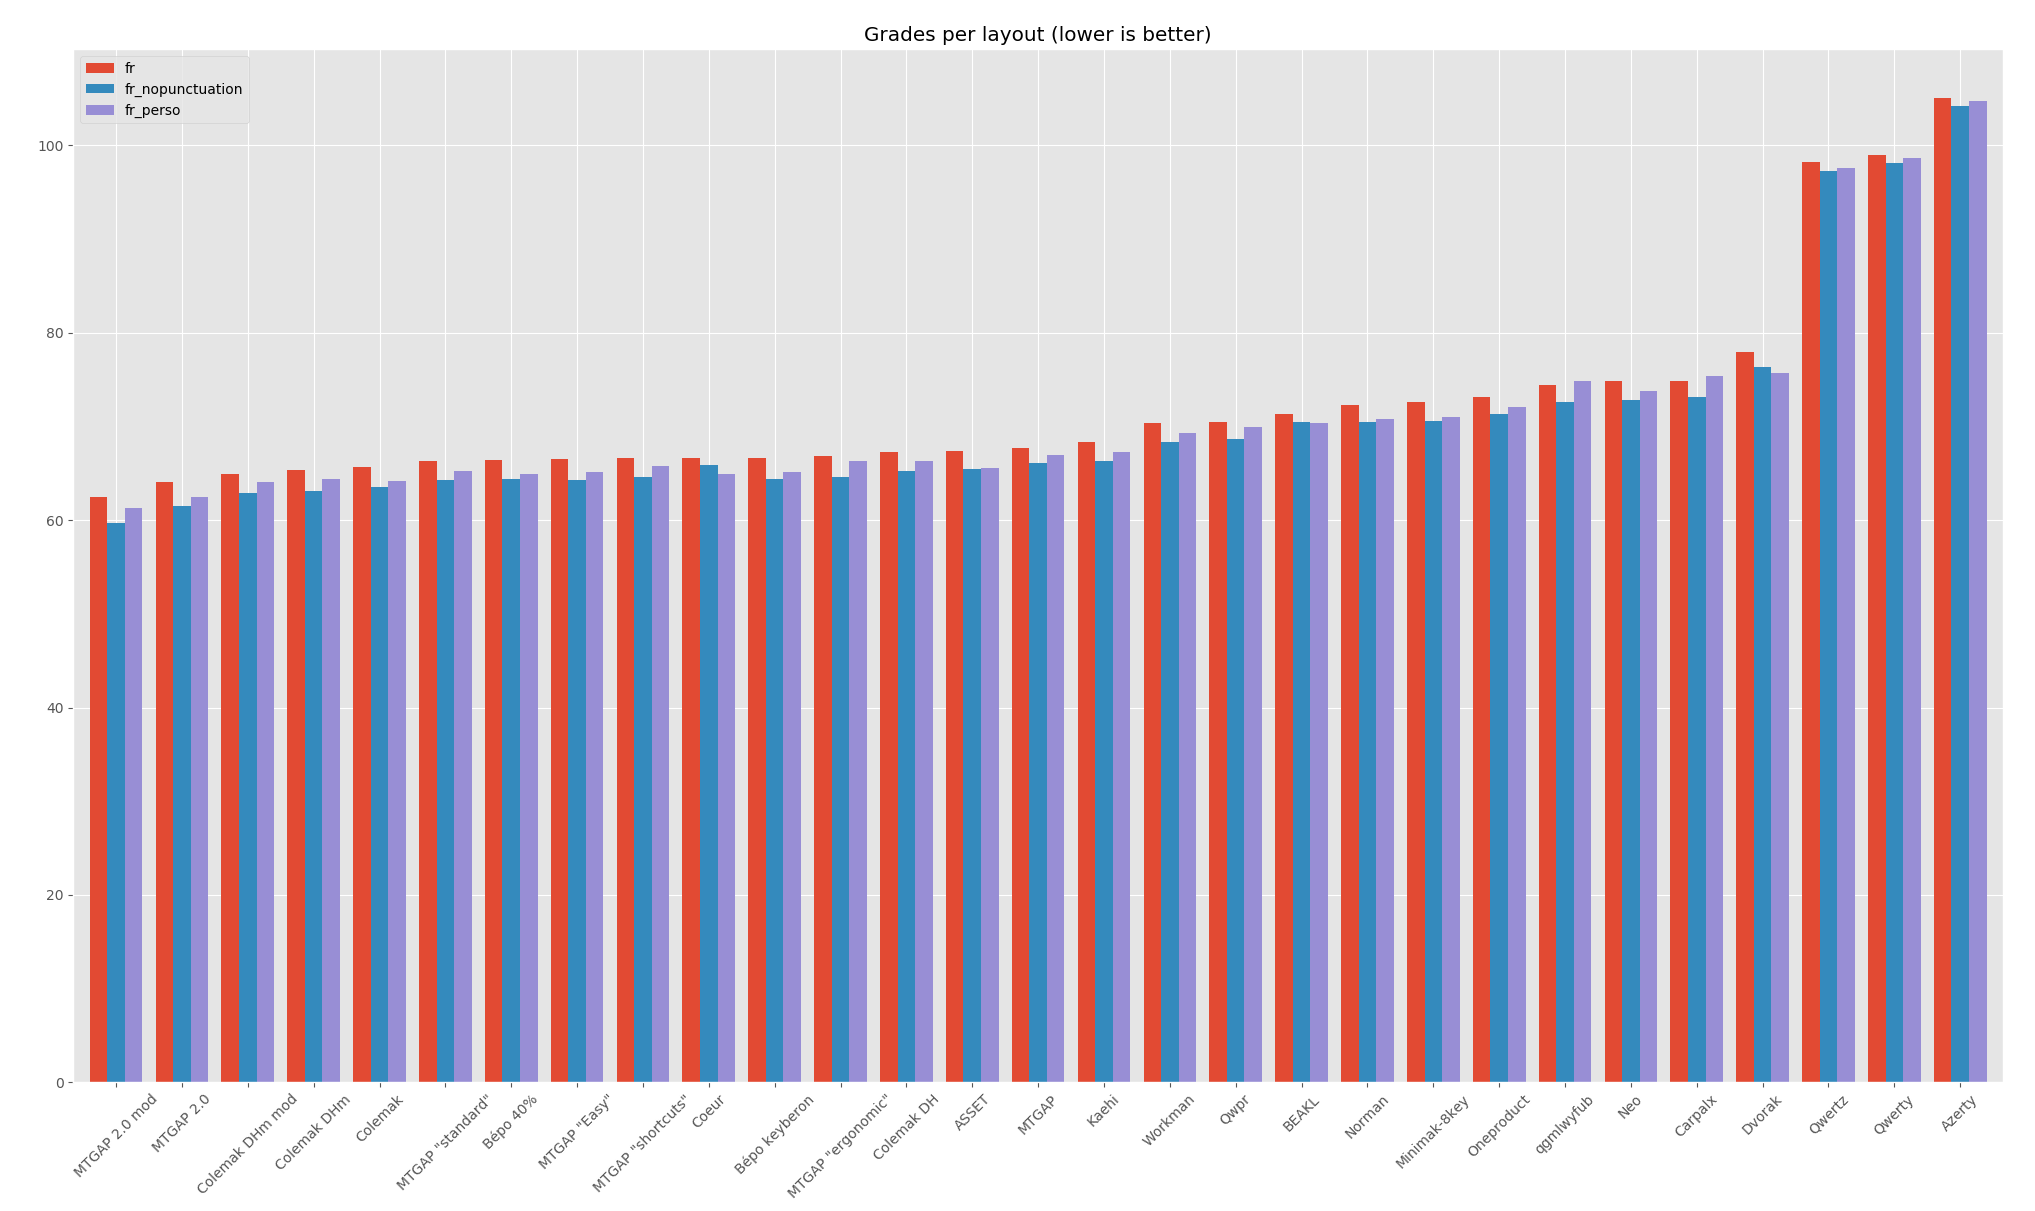 Grades per layout (lower is better)
fr
fr_nopunctuation
fr_perso
100
80
60
40
20
0
MTGAP 2.0 mod
MTGAP 2.0
Colemak DHm mod
Colemak DHm
Colemak
MTGAP "standard"
Bépo 40%
MTGAP "Easy"
MTGAP "shortcuts"
Coeur
Bépo keyberon
MTGAP "ergonomic"
Colemak DH
ASSET
MTGAP
Kaehi
Workman
Qwpr
BEAKL
Norman
Minimak-8key
Oneproduct
qgmlwyfub
Neo
Carpalx
Dvorak
Qwertz
Qwerty
Azerty